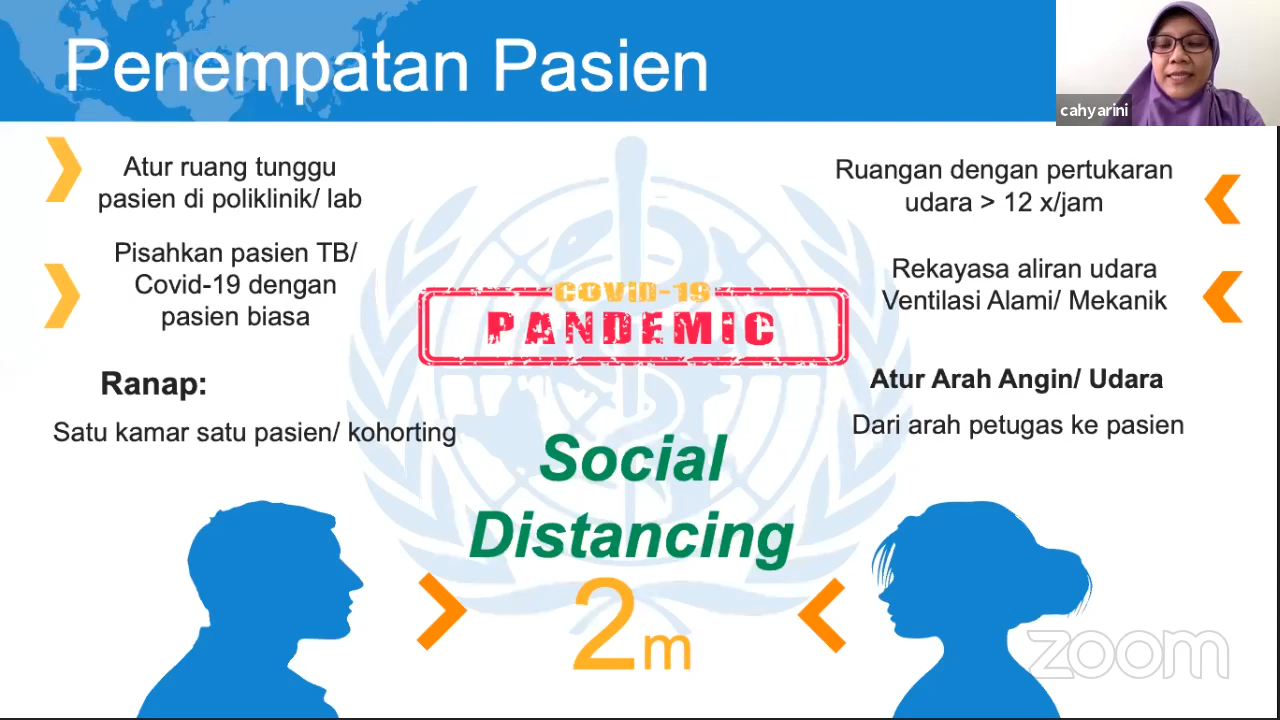 Penempatan Pasien
cahyarini
Atur ruang tunggu
pasien di poliklinik/ lab
Pisahkan pasien TB/
Covid-19 dengan
pasien biasa
Ranap:
Satu kamar satu pasien/ kohorting
COViD-19
PANDEMIC
Social
Distancing
2m
Ruangan dengan pertukaran
udara > 12 x/jam
Rekayasa aliran udara
Ventilasi Alami/ Mekanik
Atur Arah Angin/ Udara
Dari arah petugas ke pasien
zoom